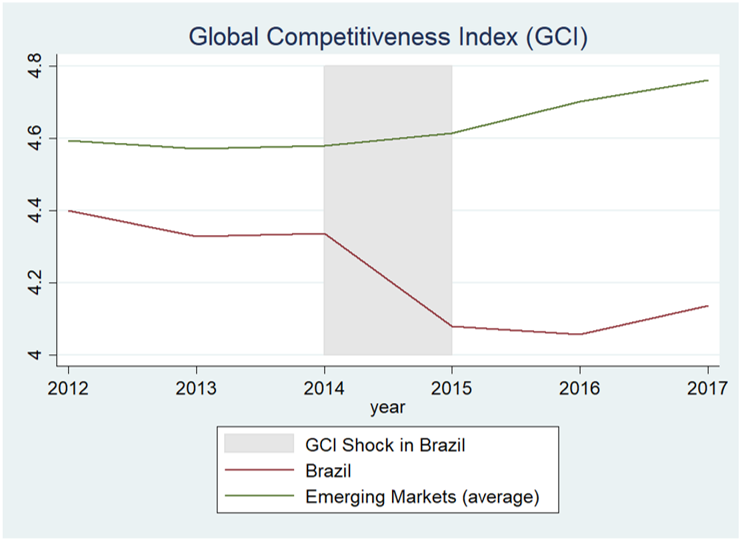 Global Competitiveness Index (GCI)
4.8
4.6
4.4
4.2
4
2012 2013 2014 2015 2016 2017
year
GCI Shock in Brazil
Brazil
Emerging Markets (average)